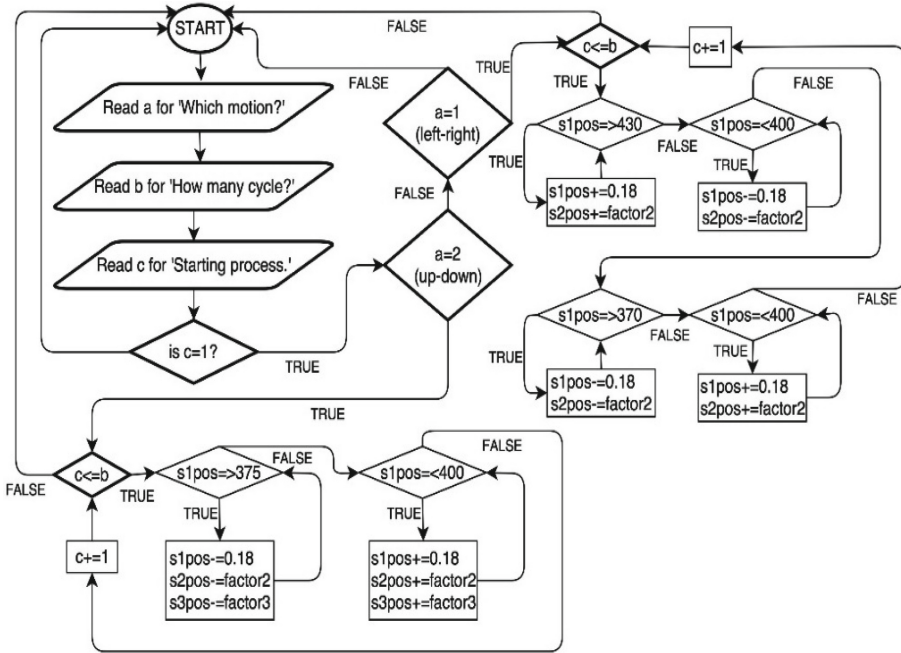 START
Read a for 'Which motion?'
Read b for 'How many cycle?'
Read c for 'Starting process.'
is c=1?
TRUE
a=2
(up-down)
FALSE
a=1
(left-right)
FALSE
TRUE
FALSE
c<=b
c+=1
TRUE
s1pos=>430
FALSE
s1pos=<400
FALSE
TRUE
s1pos+=0.18
s2pos+=factor2
TRUE
s1pos-=0.18
s2pos-=factor2
s1pos=>370
FALSE
s1pos=<400
FALSE
TRUE
s1pos-=0.18
s2pos-=factor2
TRUE
s1pos+=0.18
s2pos+=factor2
TRUE
c<=b
FALSE
TRUE
s1pos=>375
FALSE
s1pos=<400
FALSE
TRUE
s1pos-=0.18
s2pos-=factor2
s3pos-=factor3
TRUE
s1pos+=0.18
s2pos+=factor2
s3pos+=factor3
c+=1